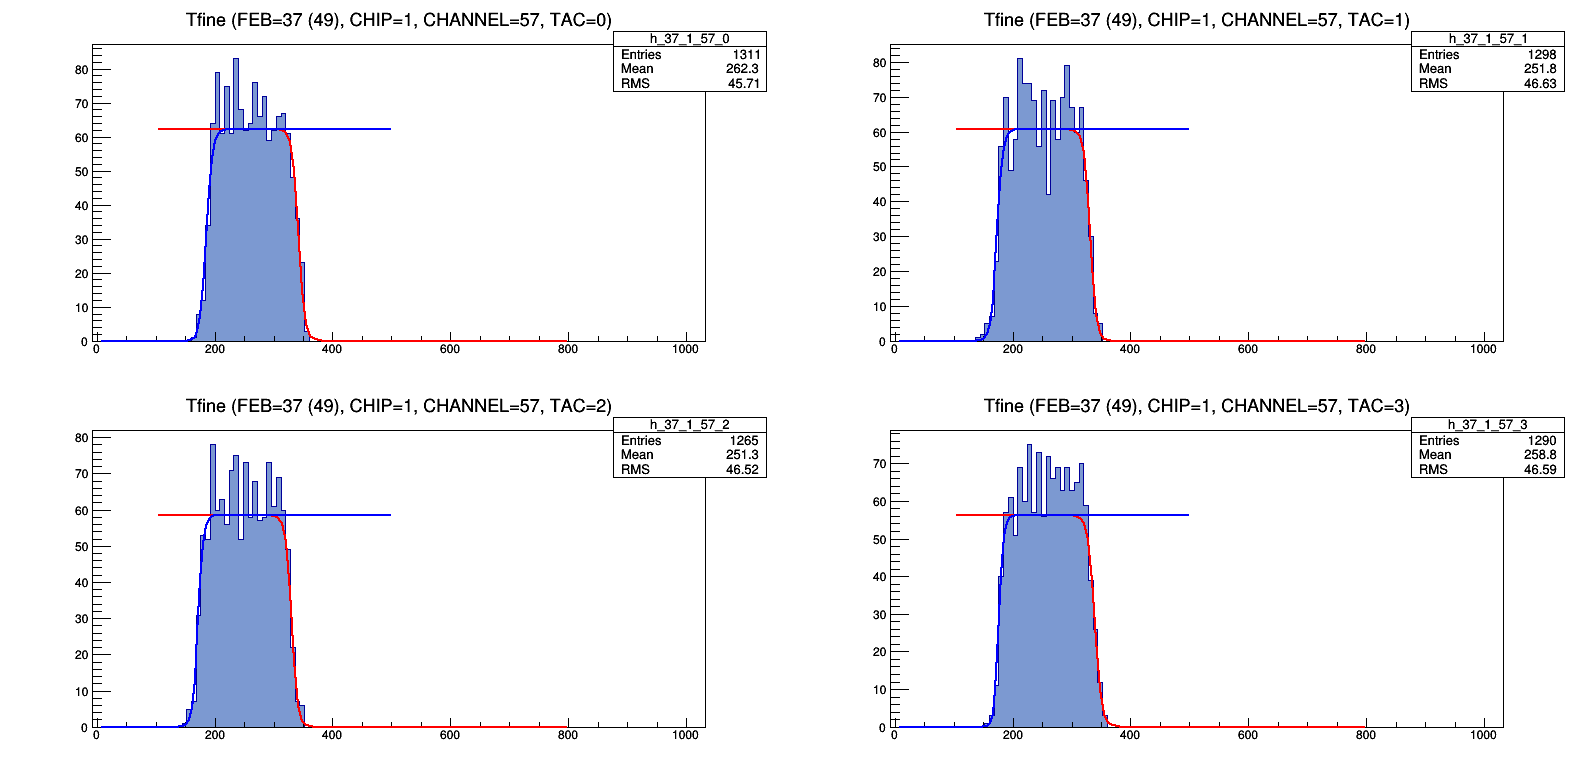 Tfine (FEB=37 (49), CHIP=1, CHANNEL=57, TAC=0)
h_37_1_57_0
Entries 1311
Mean 262.3
RMS 45.71
80
70
60
50
40
30
20
10
0
0 200 400 600 800 1000
Tfine (FEB=37 (49), CHIP=1, CHANNEL=57, TAC=1)
h_37_1_57_1
Entries 1298
Mean 251.8
RMS 46.63
80
70
60
50
40
30
20
10
0
0 200 400 600 800 1000
Tfine (FEB=37 (49), CHIP=1, CHANNEL=57, TAC=2)
h_37_1_57_2
Entries 1265
Mean 251.3
RMS 46.52
80
70
60
50
40
30
20
10
0
0 200 400 600 800 1000
Tfine (FEB=37 (49), CHIP=1, CHANNEL=57, TAC=3)
h_37_1_57_3
Entries 1290
Mean 258.8
RMS 46.59
70
60
50
40
30
20
10
0
0 200 400 600 800 1000